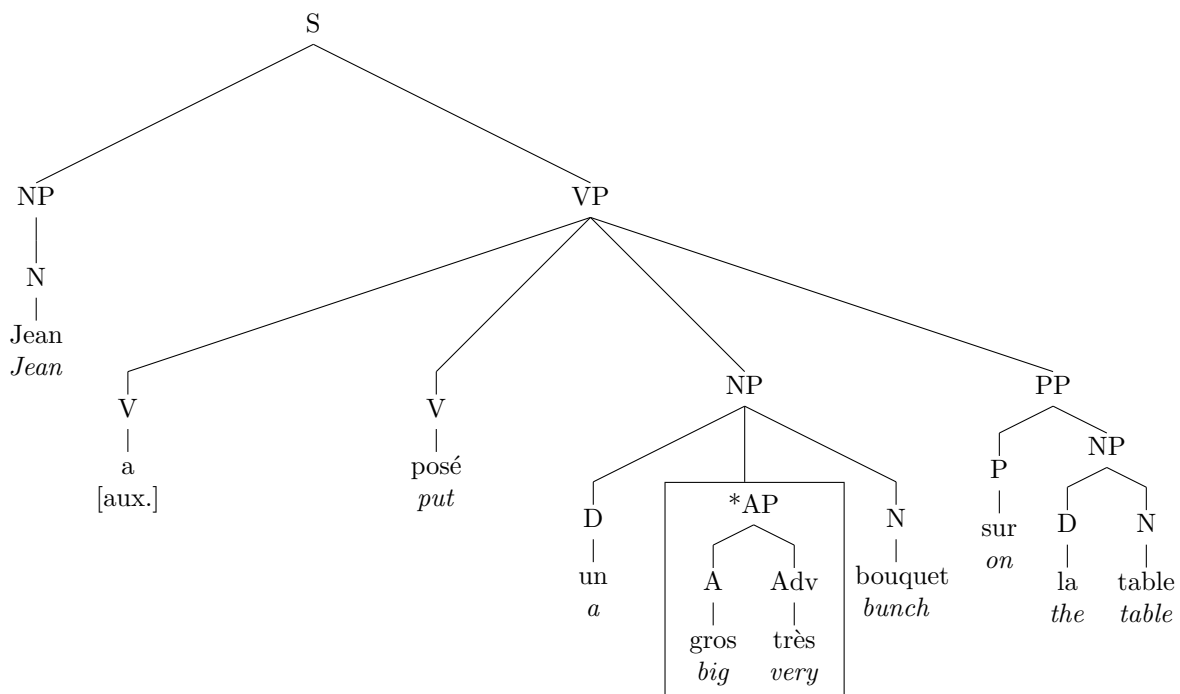 S
NP VP
N
Jean
Jean
V V NP PP
a posé
[aux.] put
D *AP N
P NP
un
a
A Adv
bouquet
bunch
sur
on
D N
gros très
big very
la table
the table